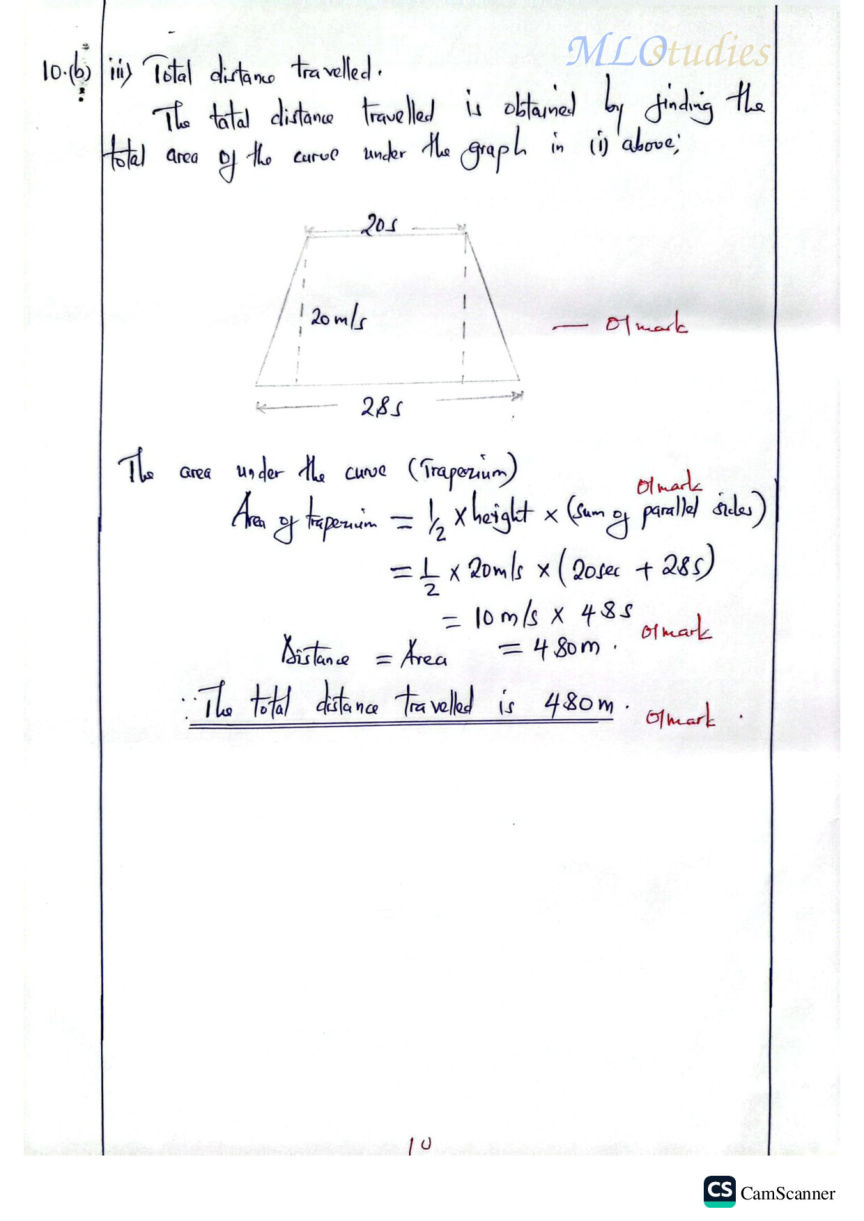 MLOstudies
10.(b) iii) Total distance travelled.
The tatal distance travelled is obtained by finding the
total area of the curve under the graph in (i) above;
20s
20m/s
— 01mark
28s
The area under the curve (Trapezium)
01mark
Area of trapezium = 1/2 × height × (sum of parallel sides)
= 1/2 × 20m/s × (20sec + 28s)
= 10m/s × 48s
01mark
Distance = Area = 480m.
∵ The total distance travelled is 480m. 01mark.
10
CS CamScanner